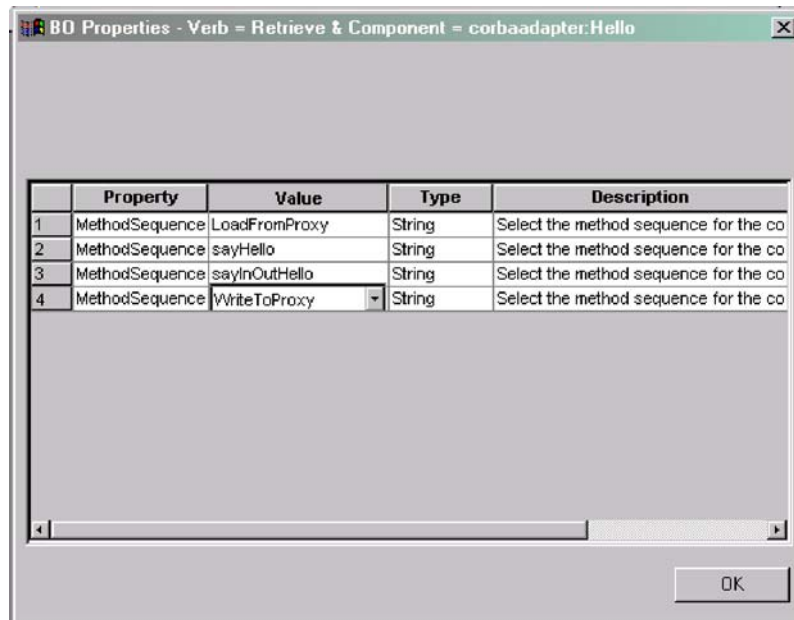 BO Properties - Verb = Retrieve & Component = corbaadapter:Hello
Property Value Type Description
1 MethodSequence LoadFromProxy String Select the method sequence for the co
2 MethodSequence sayHello String Select the method sequence for the co
3 MethodSequence sayInOutHello String Select the method sequence for the co
4 MethodSequence WriteToProxy String Select the method sequence for the co
OK